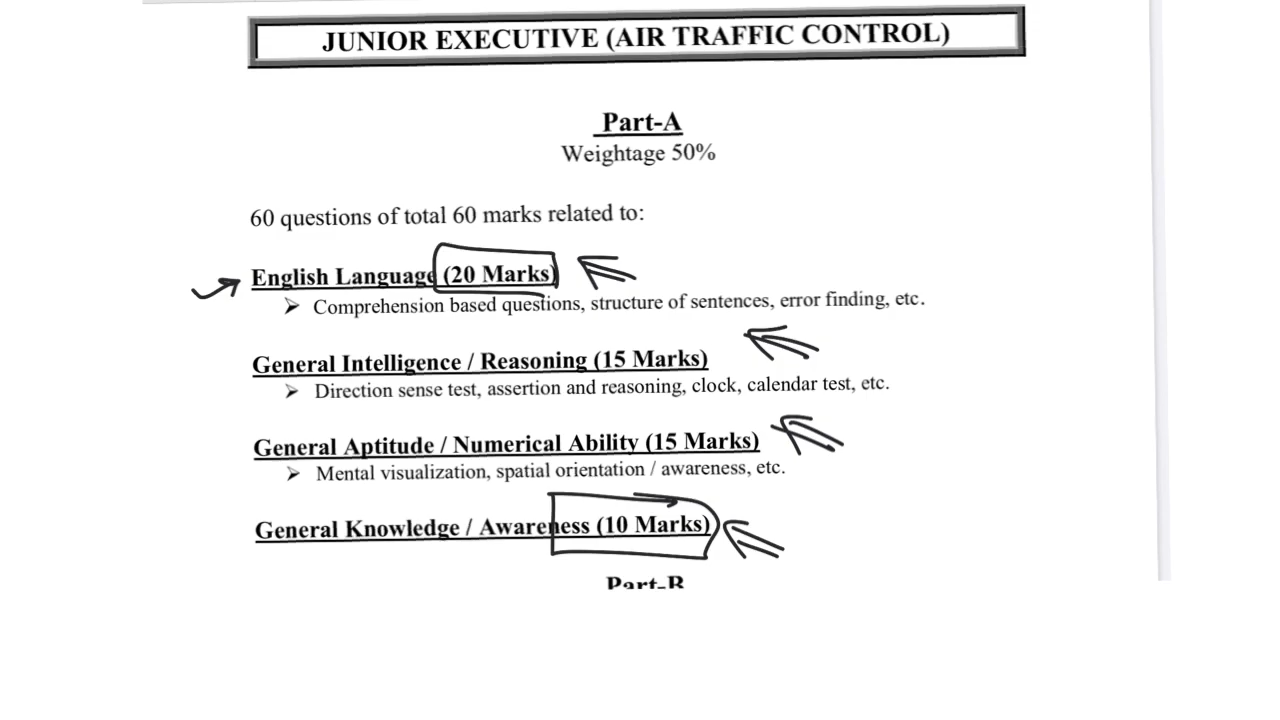 JUNIOR EXECUTIVE (AIR TRAFFIC CONTROL)
Part-A
Weightage 50%
60 questions of total 60 marks related to:
English Language (20 Marks)
➢ Comprehension based questions, structure of sentences, error finding, etc.
General Intelligence / Reasoning (15 Marks)
➢ Direction sense test, assertion and reasoning, clock, calendar test, etc.
General Aptitude / Numerical Ability (15 Marks)
➢ Mental visualization, spatial orientation / awareness, etc.
General Knowledge / Awareness (10 Marks)
Part-B